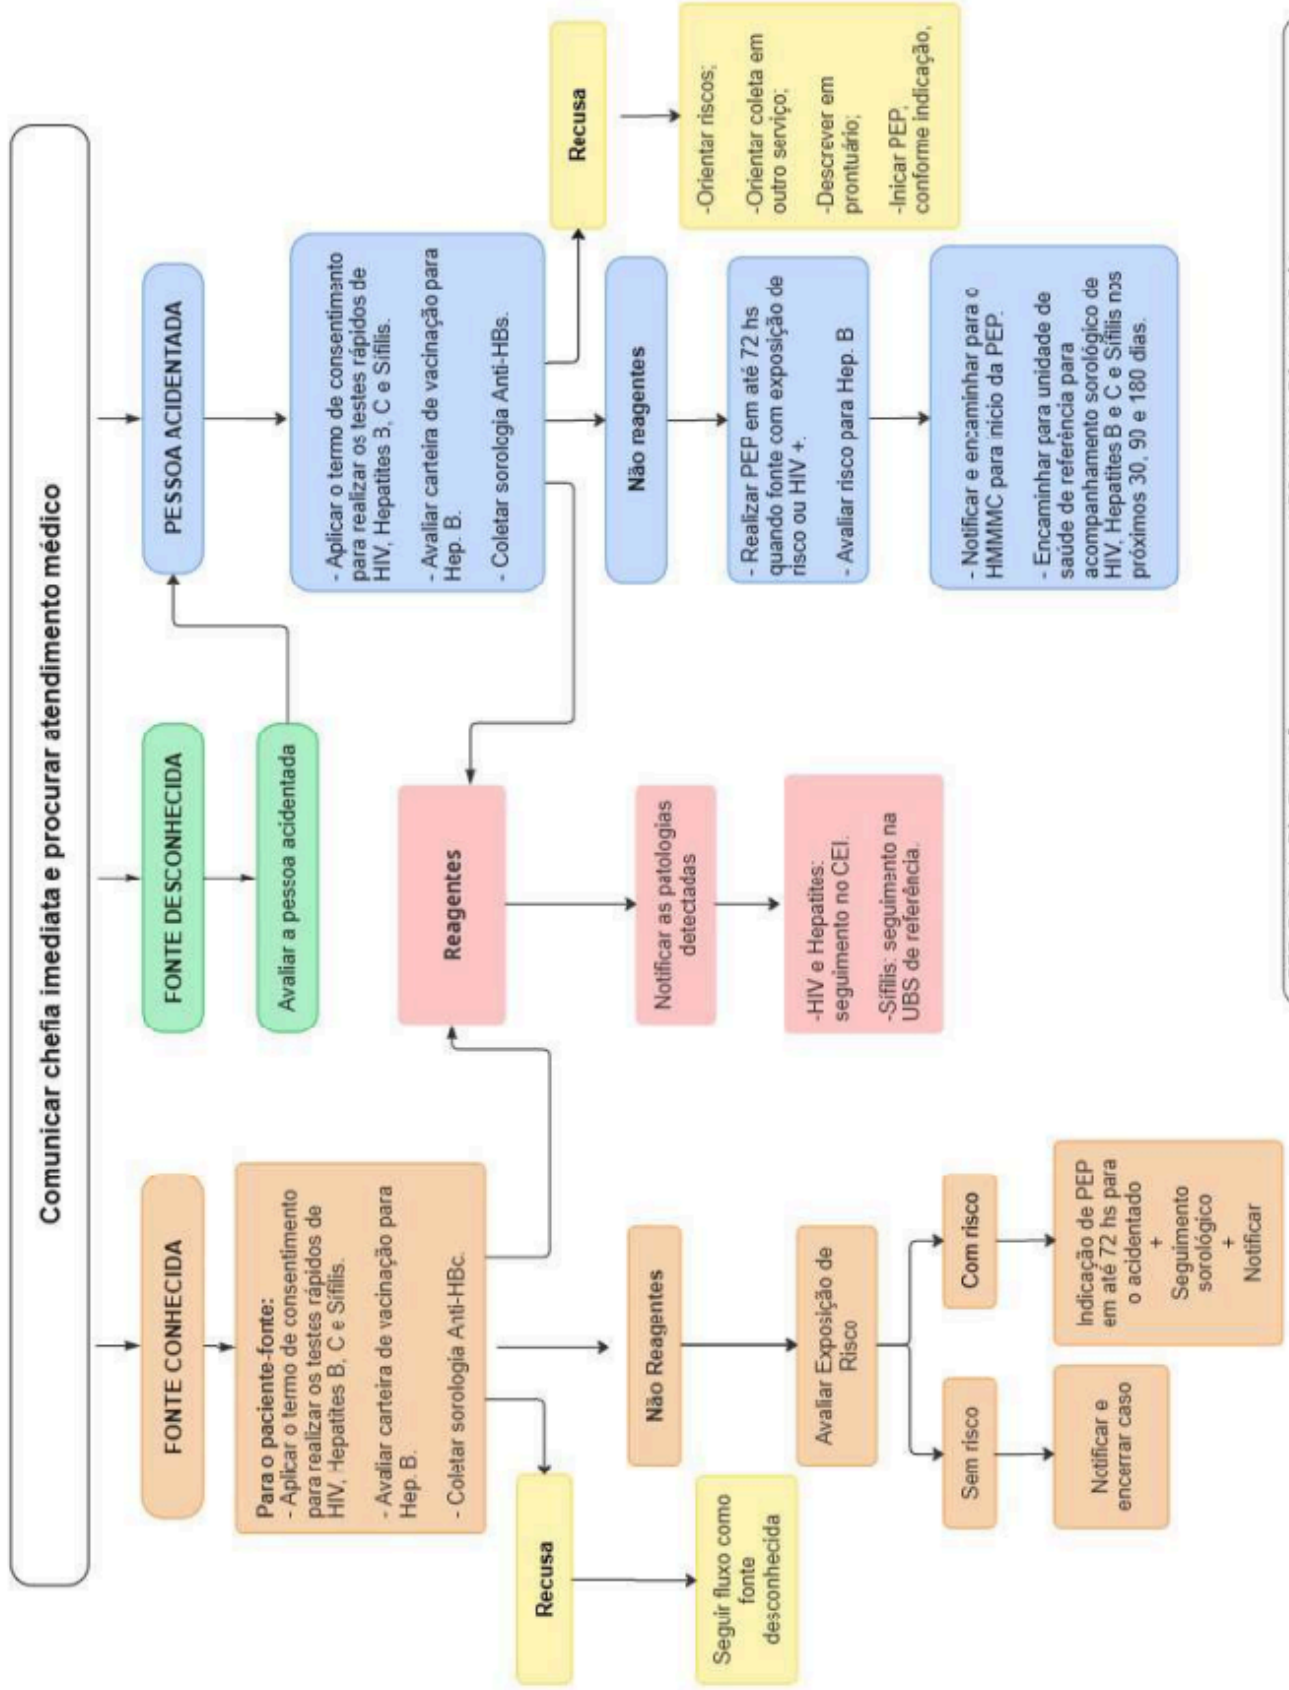 Comunicar chefia imediata e procurar atendimento médico
FONTE CONHECIDA
Para o paciente-fonte:
- Aplicar o termo de consentimento
para realizar os testes rápidos de
HIV, Hepatites B, C e Sífilis.
- Avaliar carteira de vacinação para
Hep. B.
- Coletar sorologia Anti-HBc.
Recusa
Seguir fluxo como
fonte
desconhecida
Não Reagentes
Avaliar Exposição de
Risco
Sem risco
Notificar e
encerrar caso
Com risco
Indicação de PEP
em até 72 hs para
o acidentado
+
Seguimento
sorológico
+
Notificar
FONTE DESCONHECIDA
Avaliar a pessoa acidentada
Reagentes
Notificar as patologias
detectadas
-HIV e Hepatites:
seguimento no CEI.
-Sífilis: seguimento na
UBS de referência.
PESSOA ACIDENTADA
- Aplicar o termo de consentimento
para realizar os testes rápidos de
HIV, Hepatites B, C e Sífilis.
- Avaliar carteira de vacinação para
Hep. B.
- Coletar sorologia Anti-HBs.
Não reagentes
- Realizar PEP em até 72 hs
quando fonte com exposição de
risco ou HIV +.
- Avaliar risco para Hep. B
- Notificar e encaminhar para o
HMMMC para início da PEP.
- Encaminhar para unidade de
saúde de referência para
acompanhamento sorológico de
HIV, Hepatites B e C e Sífilis nos
próximos 30, 90 e 180 dias.
Recusa
-Orientar riscos;
-Orientar coleta em
outro serviço;
-Descrever em
prontuário;
-Inicar PEP,
conforme indicação,